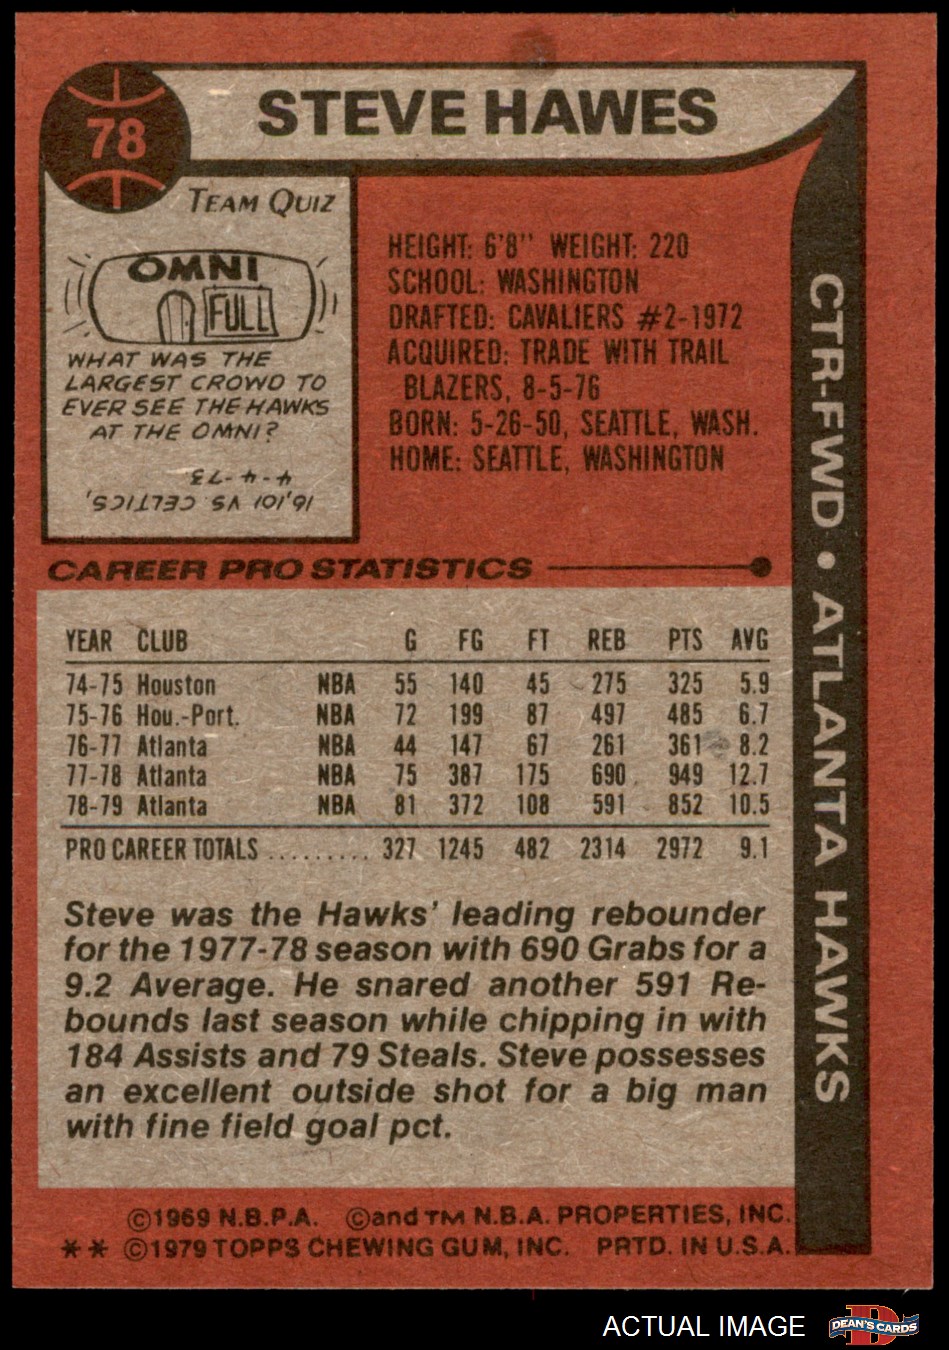 78
STEVE HAWES
TEAM QUIZ
OMNI
FULL
WHAT WAS THE
LARGEST CROWD TO
EVER SEE THE HAWKS
AT THE OMNI?
16,101 VS CELTICS,
4-4-73
HEIGHT: 6'8" WEIGHT: 220
SCHOOL: WASHINGTON
DRAFTED: CAVALIERS #2-1972
ACQUIRED: TRADE WITH TRAIL
BLAZERS, 8-5-76
BORN: 5-26-50, SEATTLE, WASH.
HOME: SEATTLE, WASHINGTON
CTR-FWD • ATLANTA HAWKS
CAREER PRO STATISTICS
YEAR CLUB G FG FT REB PTS AVG
74-75 Houston NBA 55 140 45 275 325 5.9
75-76 Hou.-Port. NBA 72 199 87 497 485 6.7
76-77 Atlanta NBA 44 147 67 261 361 8.2
77-78 Atlanta NBA 75 387 175 690 949 12.7
78-79 Atlanta NBA 81 372 108 591 852 10.5
PRO CAREER TOTALS ......... 327 1245 482 2314 2972 9.1
Steve was the Hawks' leading rebounder
for the 1977-78 season with 690 Grabs for a
9.2 Average. He snared another 591 Re-
bounds last season while chipping in with
184 Assists and 79 Steals. Steve possesses
an excellent outside shot for a big man
with fine field goal pct.
©1969 N.B.P.A. ©and TM N.B.A. PROPERTIES, INC.
** ©1979 TOPPS CHEWING GUM, INC. PRTD. IN U.S.A.
ACTUAL IMAGE
D
DEAN'S CARDS